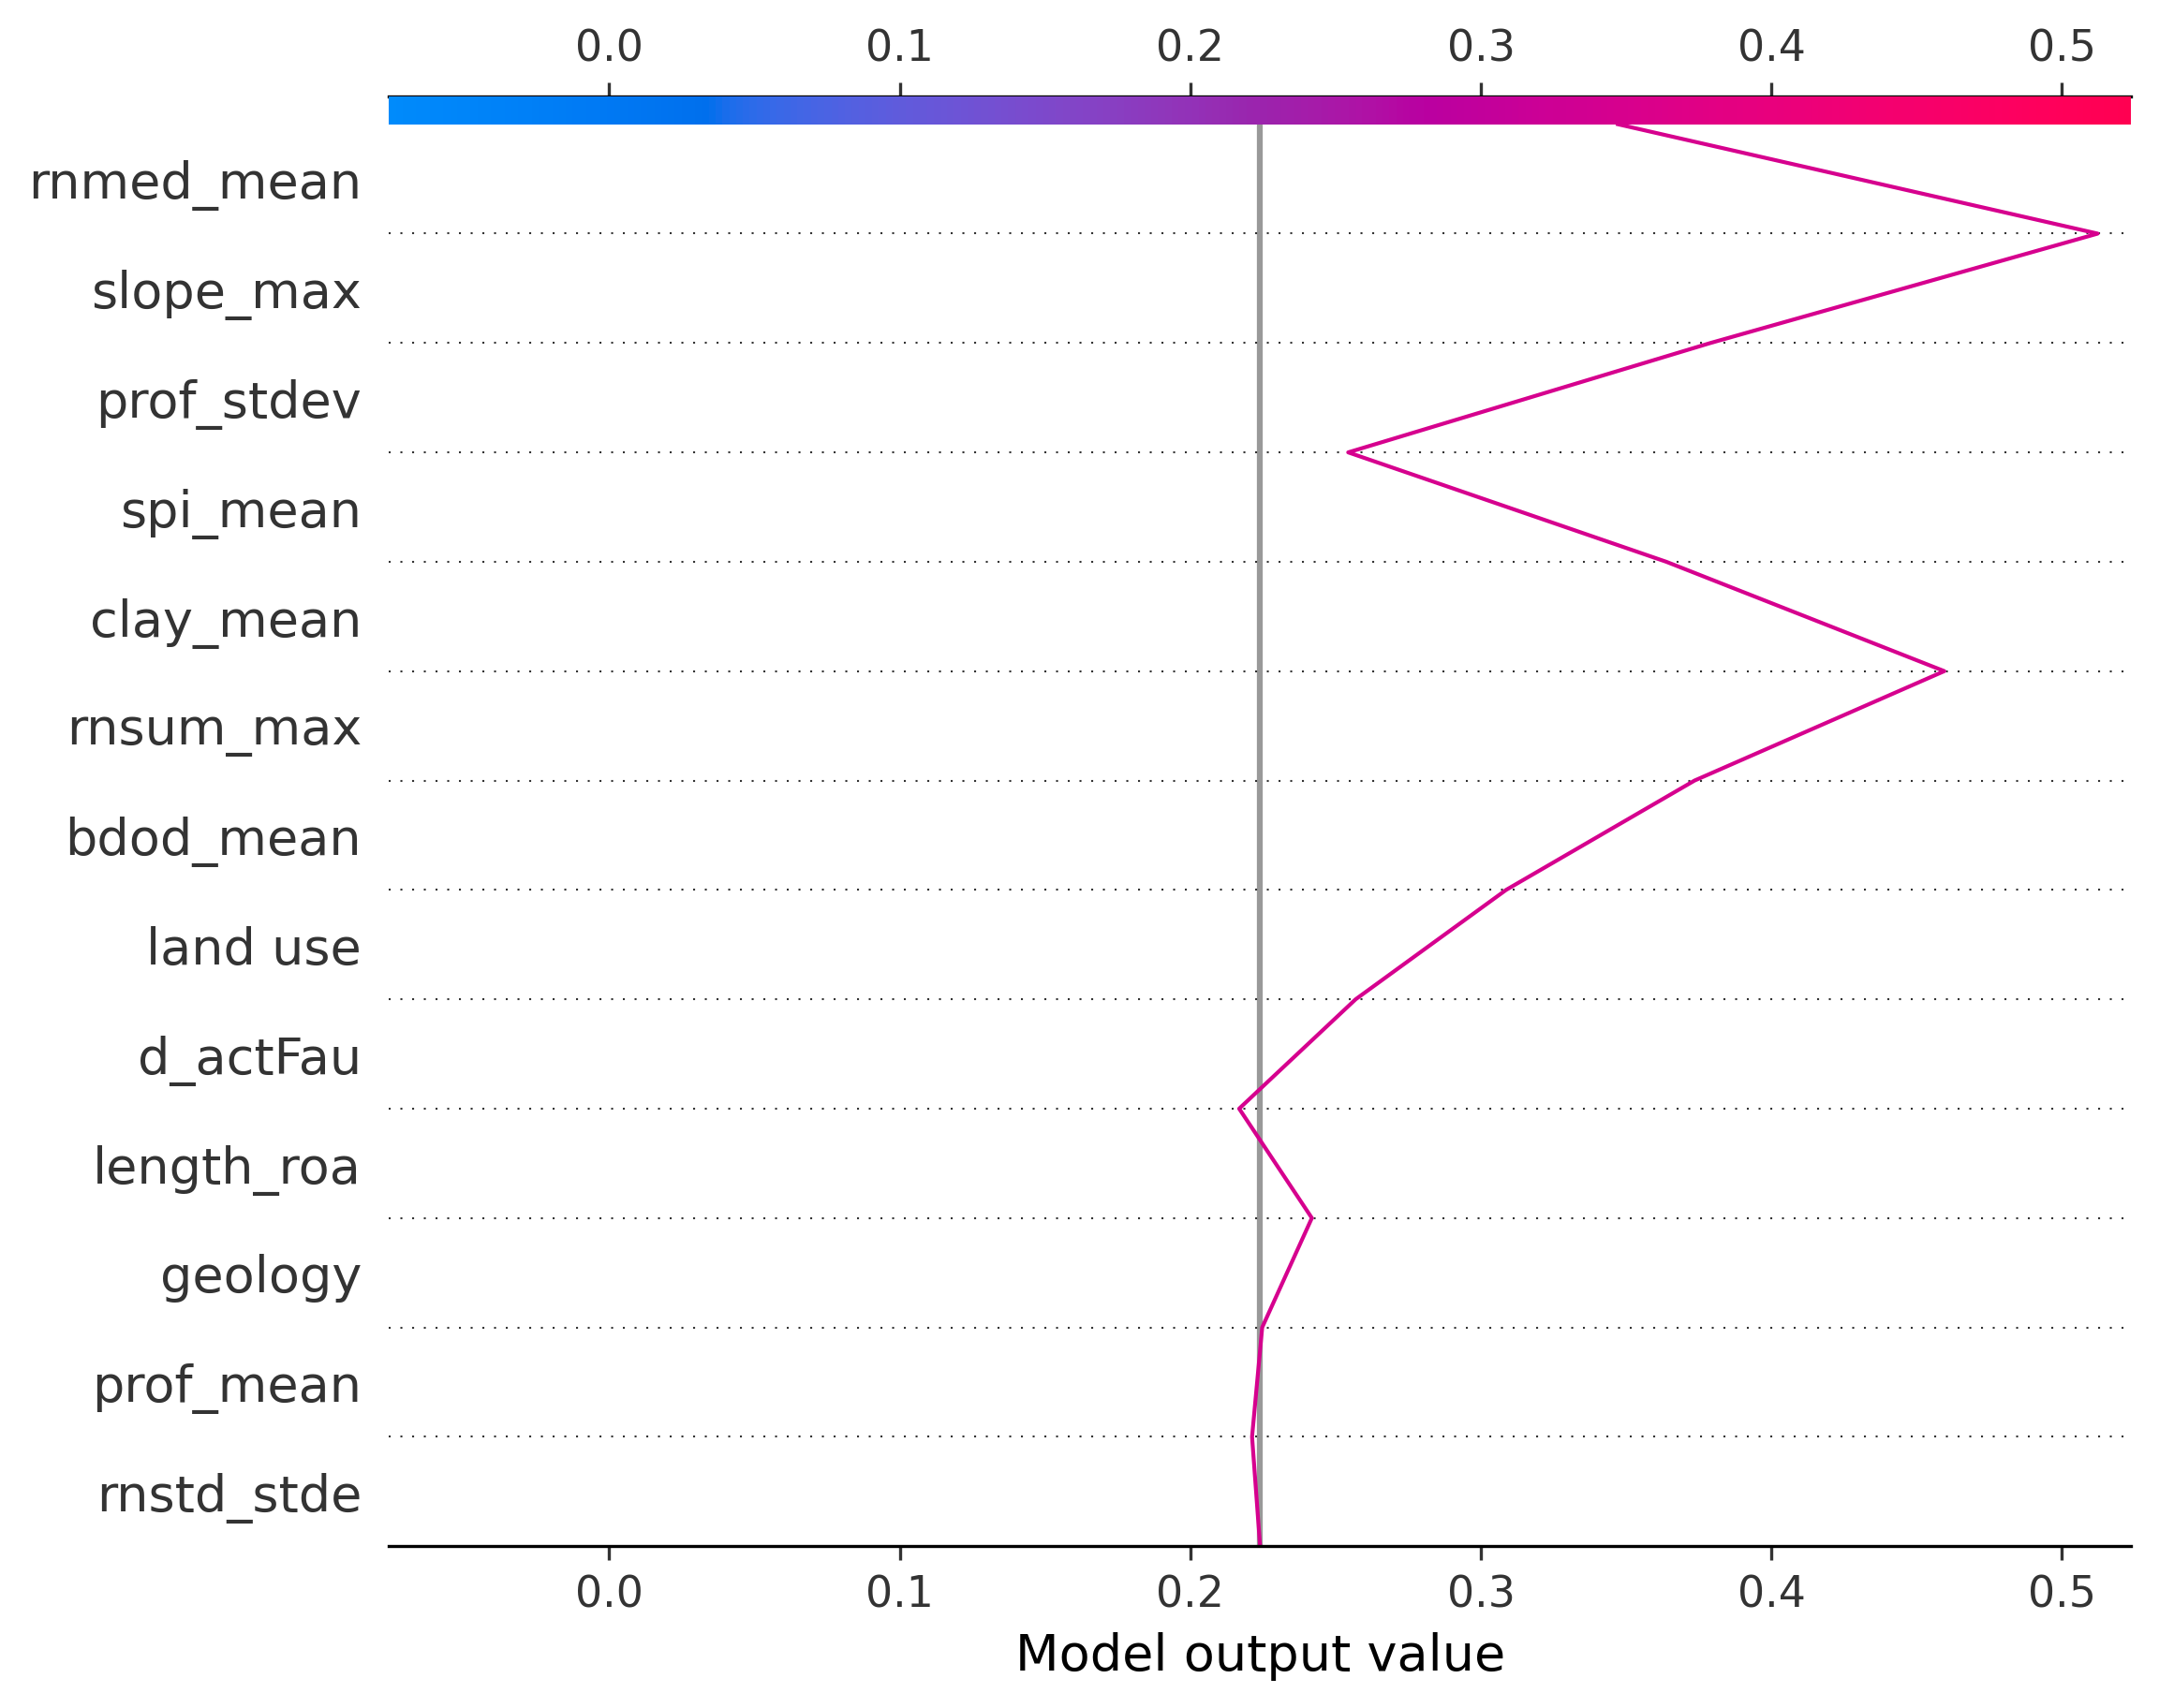 0.0 0.1 0.2 0.3 0.4 0.5
rnmed_mean
slope_max
prof_stdev
spi_mean
clay_mean
rnsum_max
bdod_mean
land use
d_actFau
length_roa
geology
prof_mean
rnstd_stde
0.0 0.1 0.2 0.3 0.4 0.5
Model output value